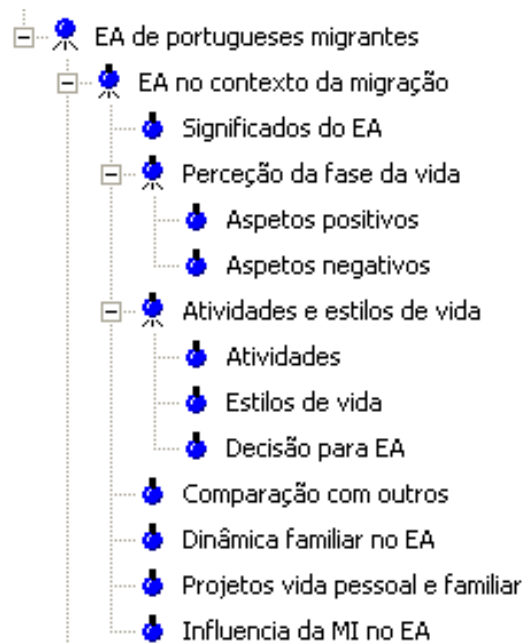 EA de portugueses migrantes
EA no contexto da migração
Significados do EA
Perceção da fase da vida
Aspetos positivos
Aspetos negativos
Atividades e estilos de vida
Atividades
Estilos de vida
Decisão para EA
Comparação com outros
Dinâmica familiar no EA
Projetos vida pessoal e familiar
Influencia da MI no EA